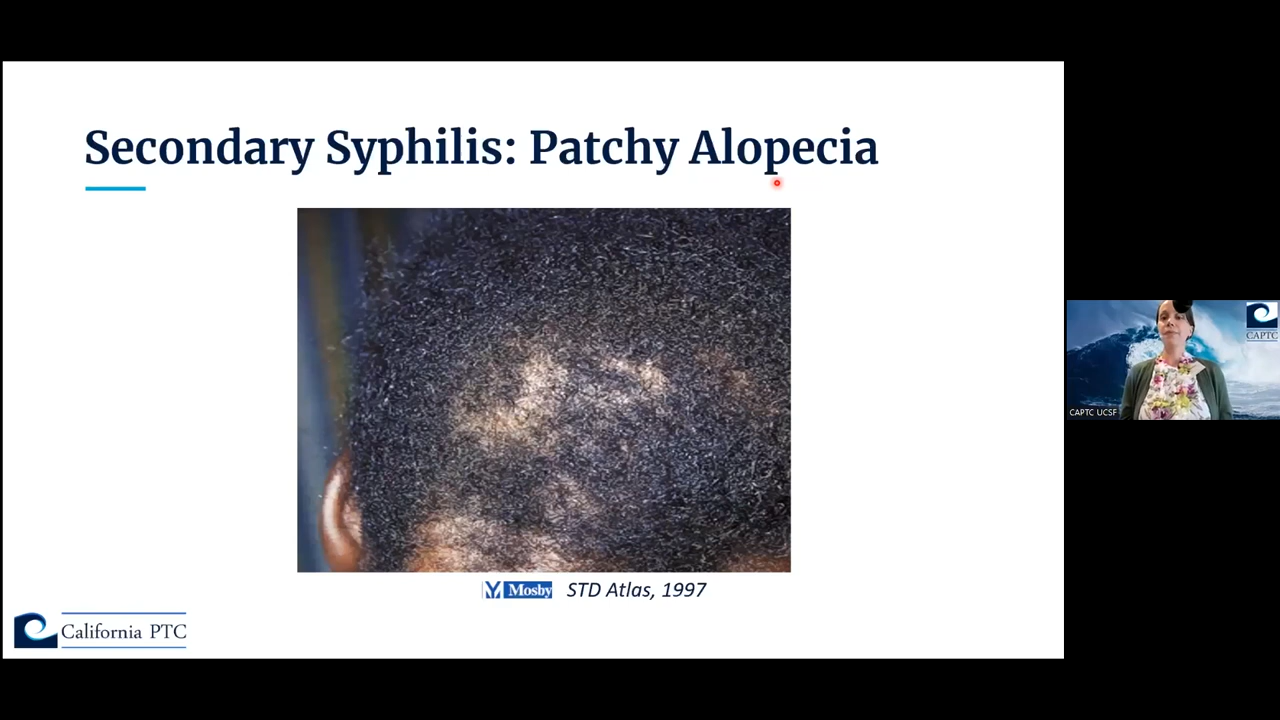 Secondary Syphilis: Patchy Alopecia
Mosby STD Atlas, 1997
California PTC
CAPTC
CAPTC UCSF